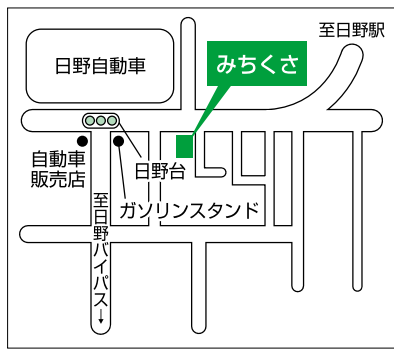 至日野駅
日野自動車
みちくさ
自動車
販売店
日野台
ガソリンスタンド
至日野バイパス→